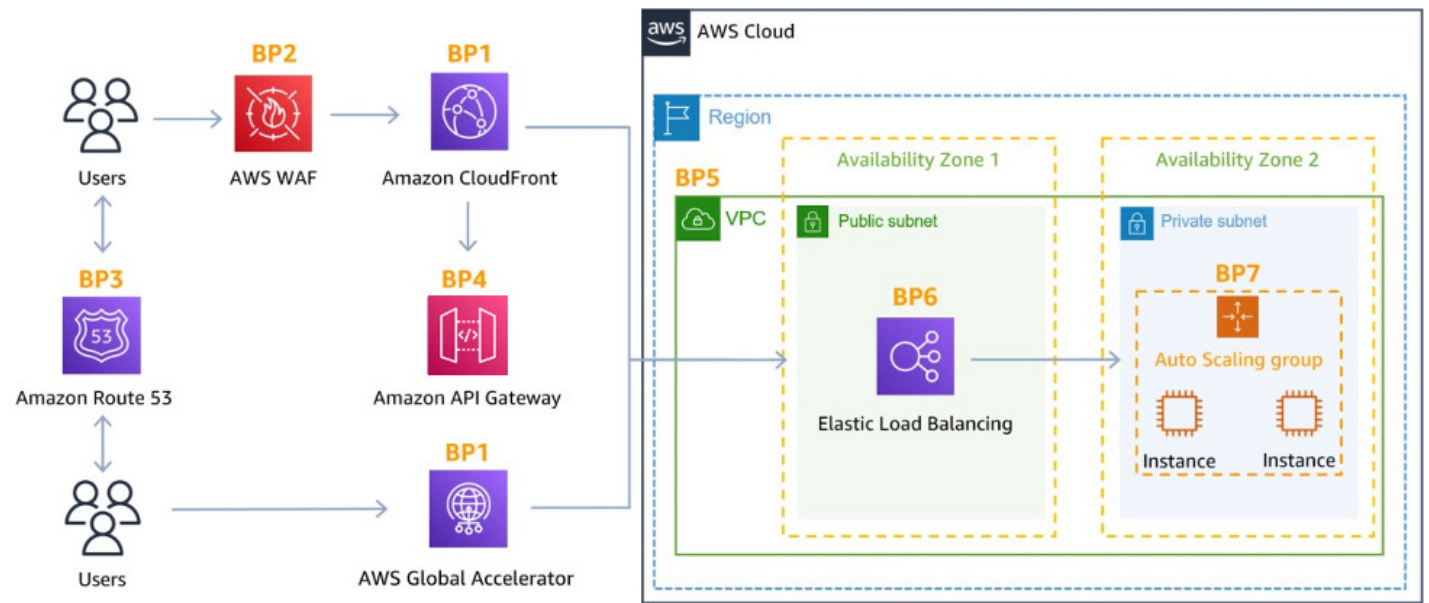 BP2
BP1
Users
AWS WAF
Amazon CloudFront
BP3
BP4
53
</>
Amazon Route 53
Amazon API Gateway
BP1
Users
AWS Global Accelerator
aws
AWS Cloud
Region
Availability Zone 1
Availability Zone 2
BP5
VPC
Public subnet
Private subnet
BP6
Elastic Load Balancing
BP7
Auto Scaling group
Instance
Instance